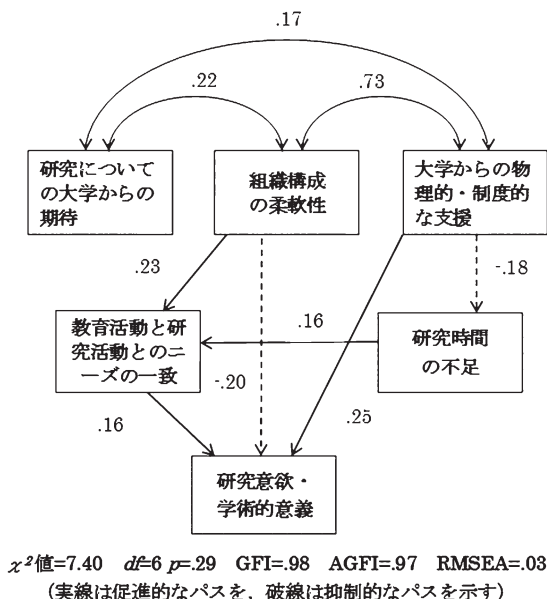 .17
.22
.73
研究について
の大学からの
期待
組織構成
の柔軟性
大学からの物
理的・制度的
な支援
.23
-.18
教育活動と研
究活動とのニ
ーズの一致
.16
研究時間
の不足
-.20
.16
.25
研究意欲・
学術的意義
χ²値=7.40 df=6 p=.29 GFI=.98 AGFI=.97 RMSEA=.03
(実線は促進的なパスを，破線は抑制的なパスを示す)